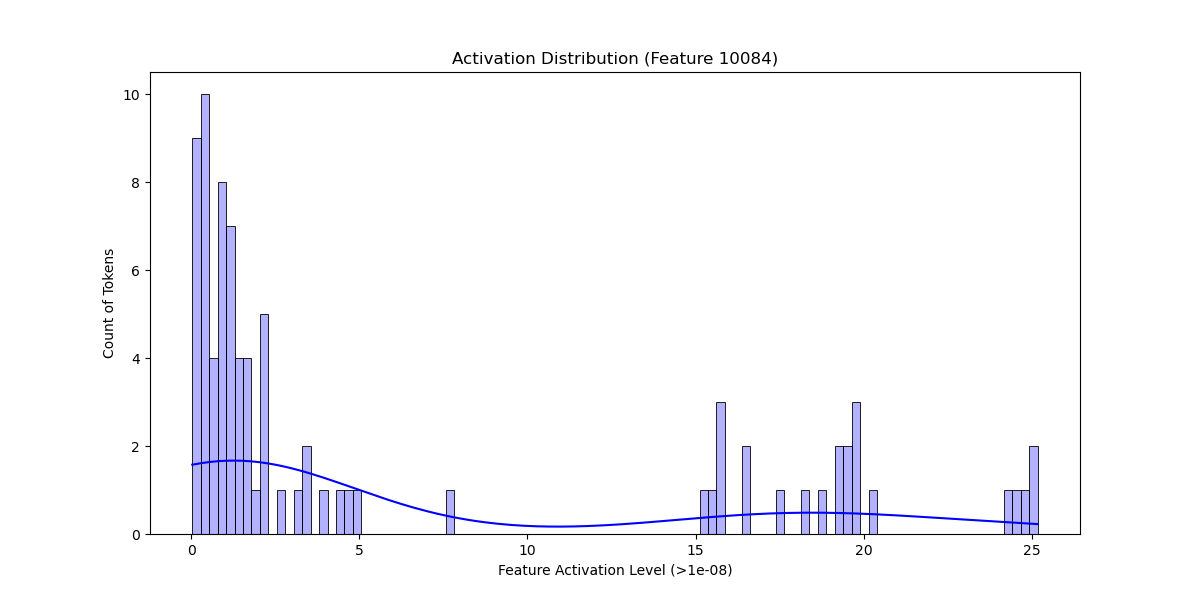 Activation Distribution (Feature 10084)
10
8
6
4
2
0
Count of Tokens
0 5 10 15 20 25
Feature Activation Level (>1e-08)